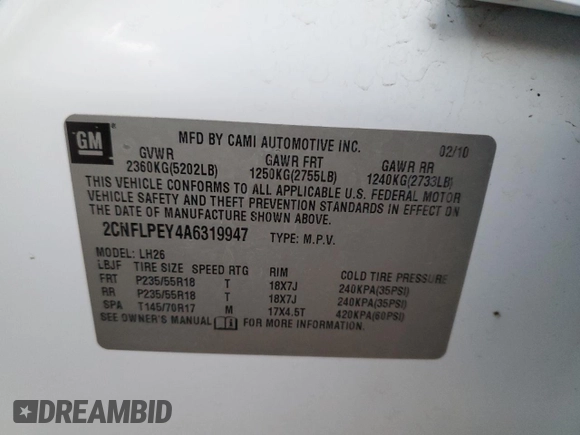 GM
MFD BY CAMI AUTOMOTIVE INC. 02/10
GVWR GAWR FRT GAWR RR
2360KG(5202LB) 1250KG(2755LB) 1240KG(2733LB)
THIS VEHICLE CONFORMS TO ALL APPLICABLE U.S. FEDERAL MOTOR
VEHICLE SAFETY AND THEFT PREVENTION STANDARDS IN EFFECT ON
THE DATE OF MANUFACTURE SHOWN ABOVE.
2CNFLPEY4A6319947 TYPE: M.P.V.
MODEL: LH26
LBJF TIRE SIZE SPEED RTG RIM COLD TIRE PRESSURE
FRT P235/55R18 T 18X7J 240KPA(35PSI)
RR P235/55R18 T 18X7J 240KPA(35PSI)
SPA T145/70R17 M 17X4.5T 420KPA(60PSI)
SEE OWNER'S MANUAL FOR MORE INFORMATION.
DREAMBID